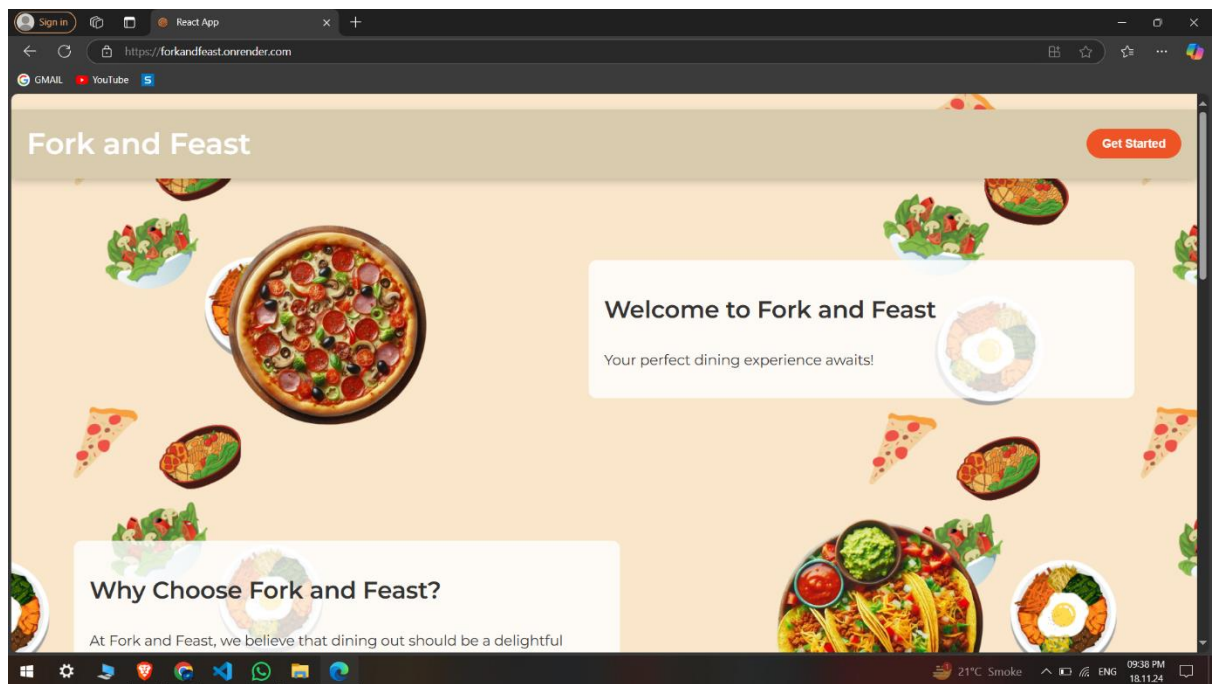 Sign in
React App
https://forkandfeast.onrender.com
GMAIL
YouTube
S
Fork and Feast
Get Started
Welcome to Fork and Feast
Your perfect dining experience awaits!
Why Choose Fork and Feast?
At Fork and Feast, we believe that dining out should be a delightful
21°C Smoke
ENG
09:38 PM
18.11.24